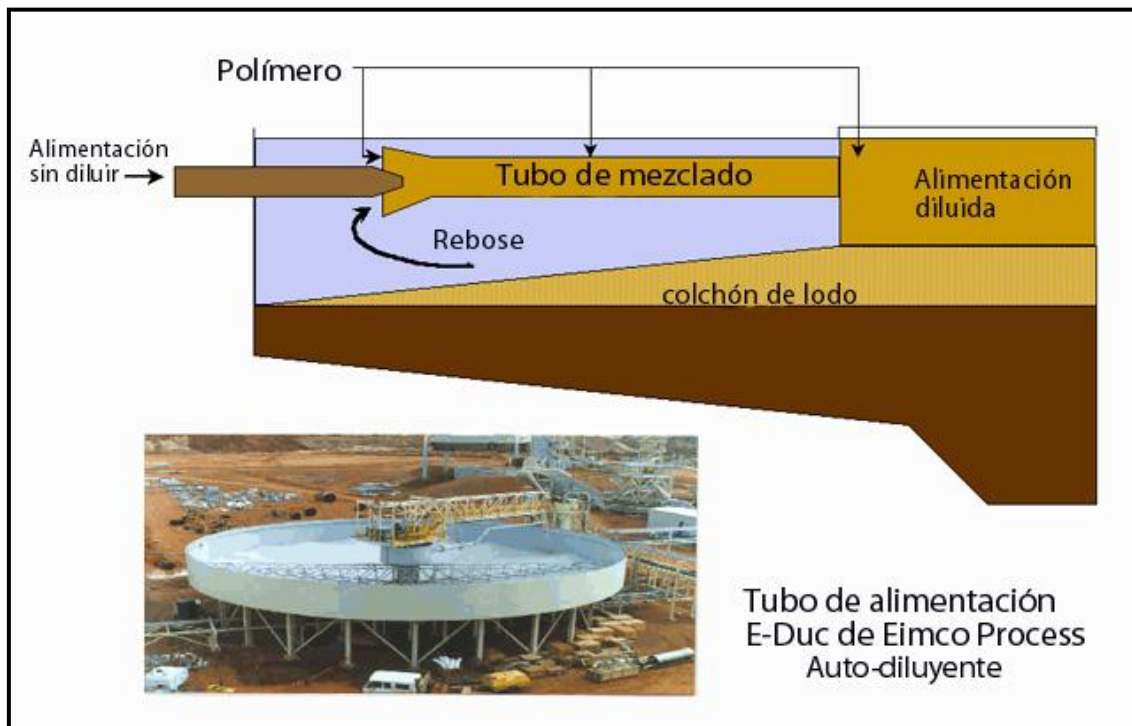 Polímero
Alimentación
sin diluir
Tubo de mezclado
Alimentación
diluida
Rebose
colchón de lodo
Tubo de alimentación
E-Duc de Eimco Process
Auto-diluyente